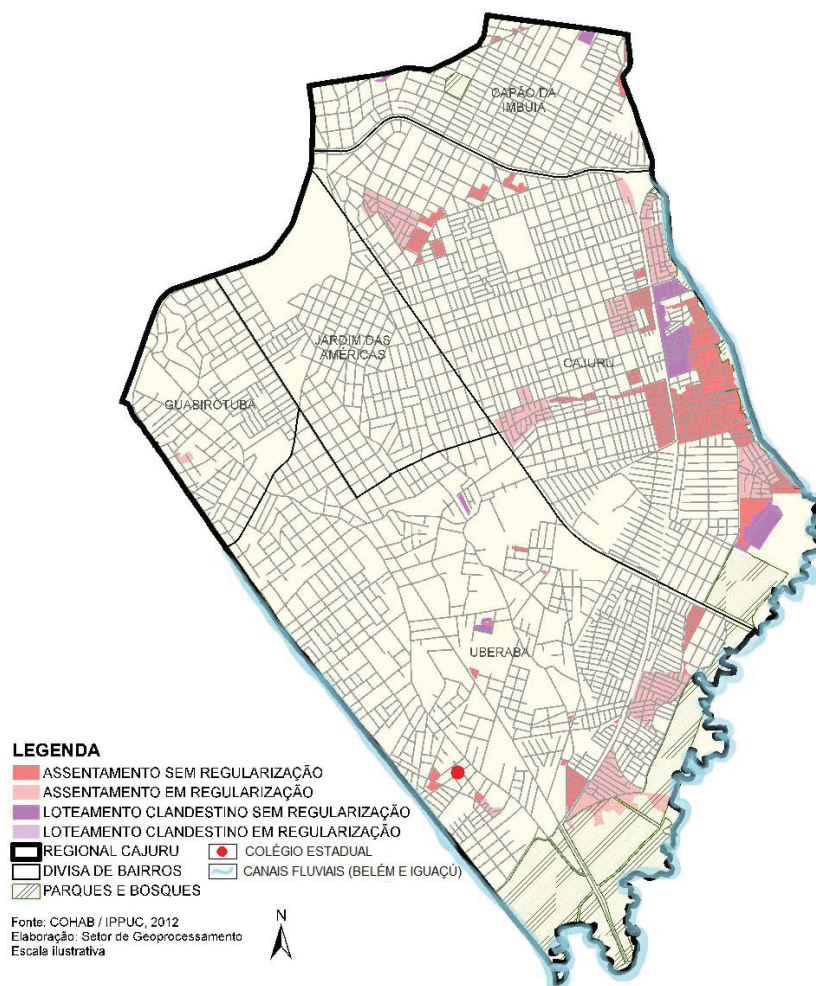 CAPÃO DA
IMBUIA
JARDIM DAS
AMÉRICAS
CAJURU
GUABIROTUBA
UBERABA
LEGENDA
ASSENTAMENTO SEM REGULARIZAÇÃO
ASSENTAMENTO EM REGULARIZAÇÃO
LOTEAMENTO CLANDESTINO SEM REGULARIZAÇÃO
LOTEAMENTO CLANDESTINO EM REGULARIZAÇÃO
REGIONAL CAJURU
COLÉGIO ESTADUAL
DIVISA DE BAIRROS
CANAIS FLUVIAIS (BELÉM E IGUAÇÚ)
PARQUES E BOSQUES
Fonte: COHAB / IPPUC, 2012
Elaboração: Setor de Geoprocessamento
Escala ilustrativa
N